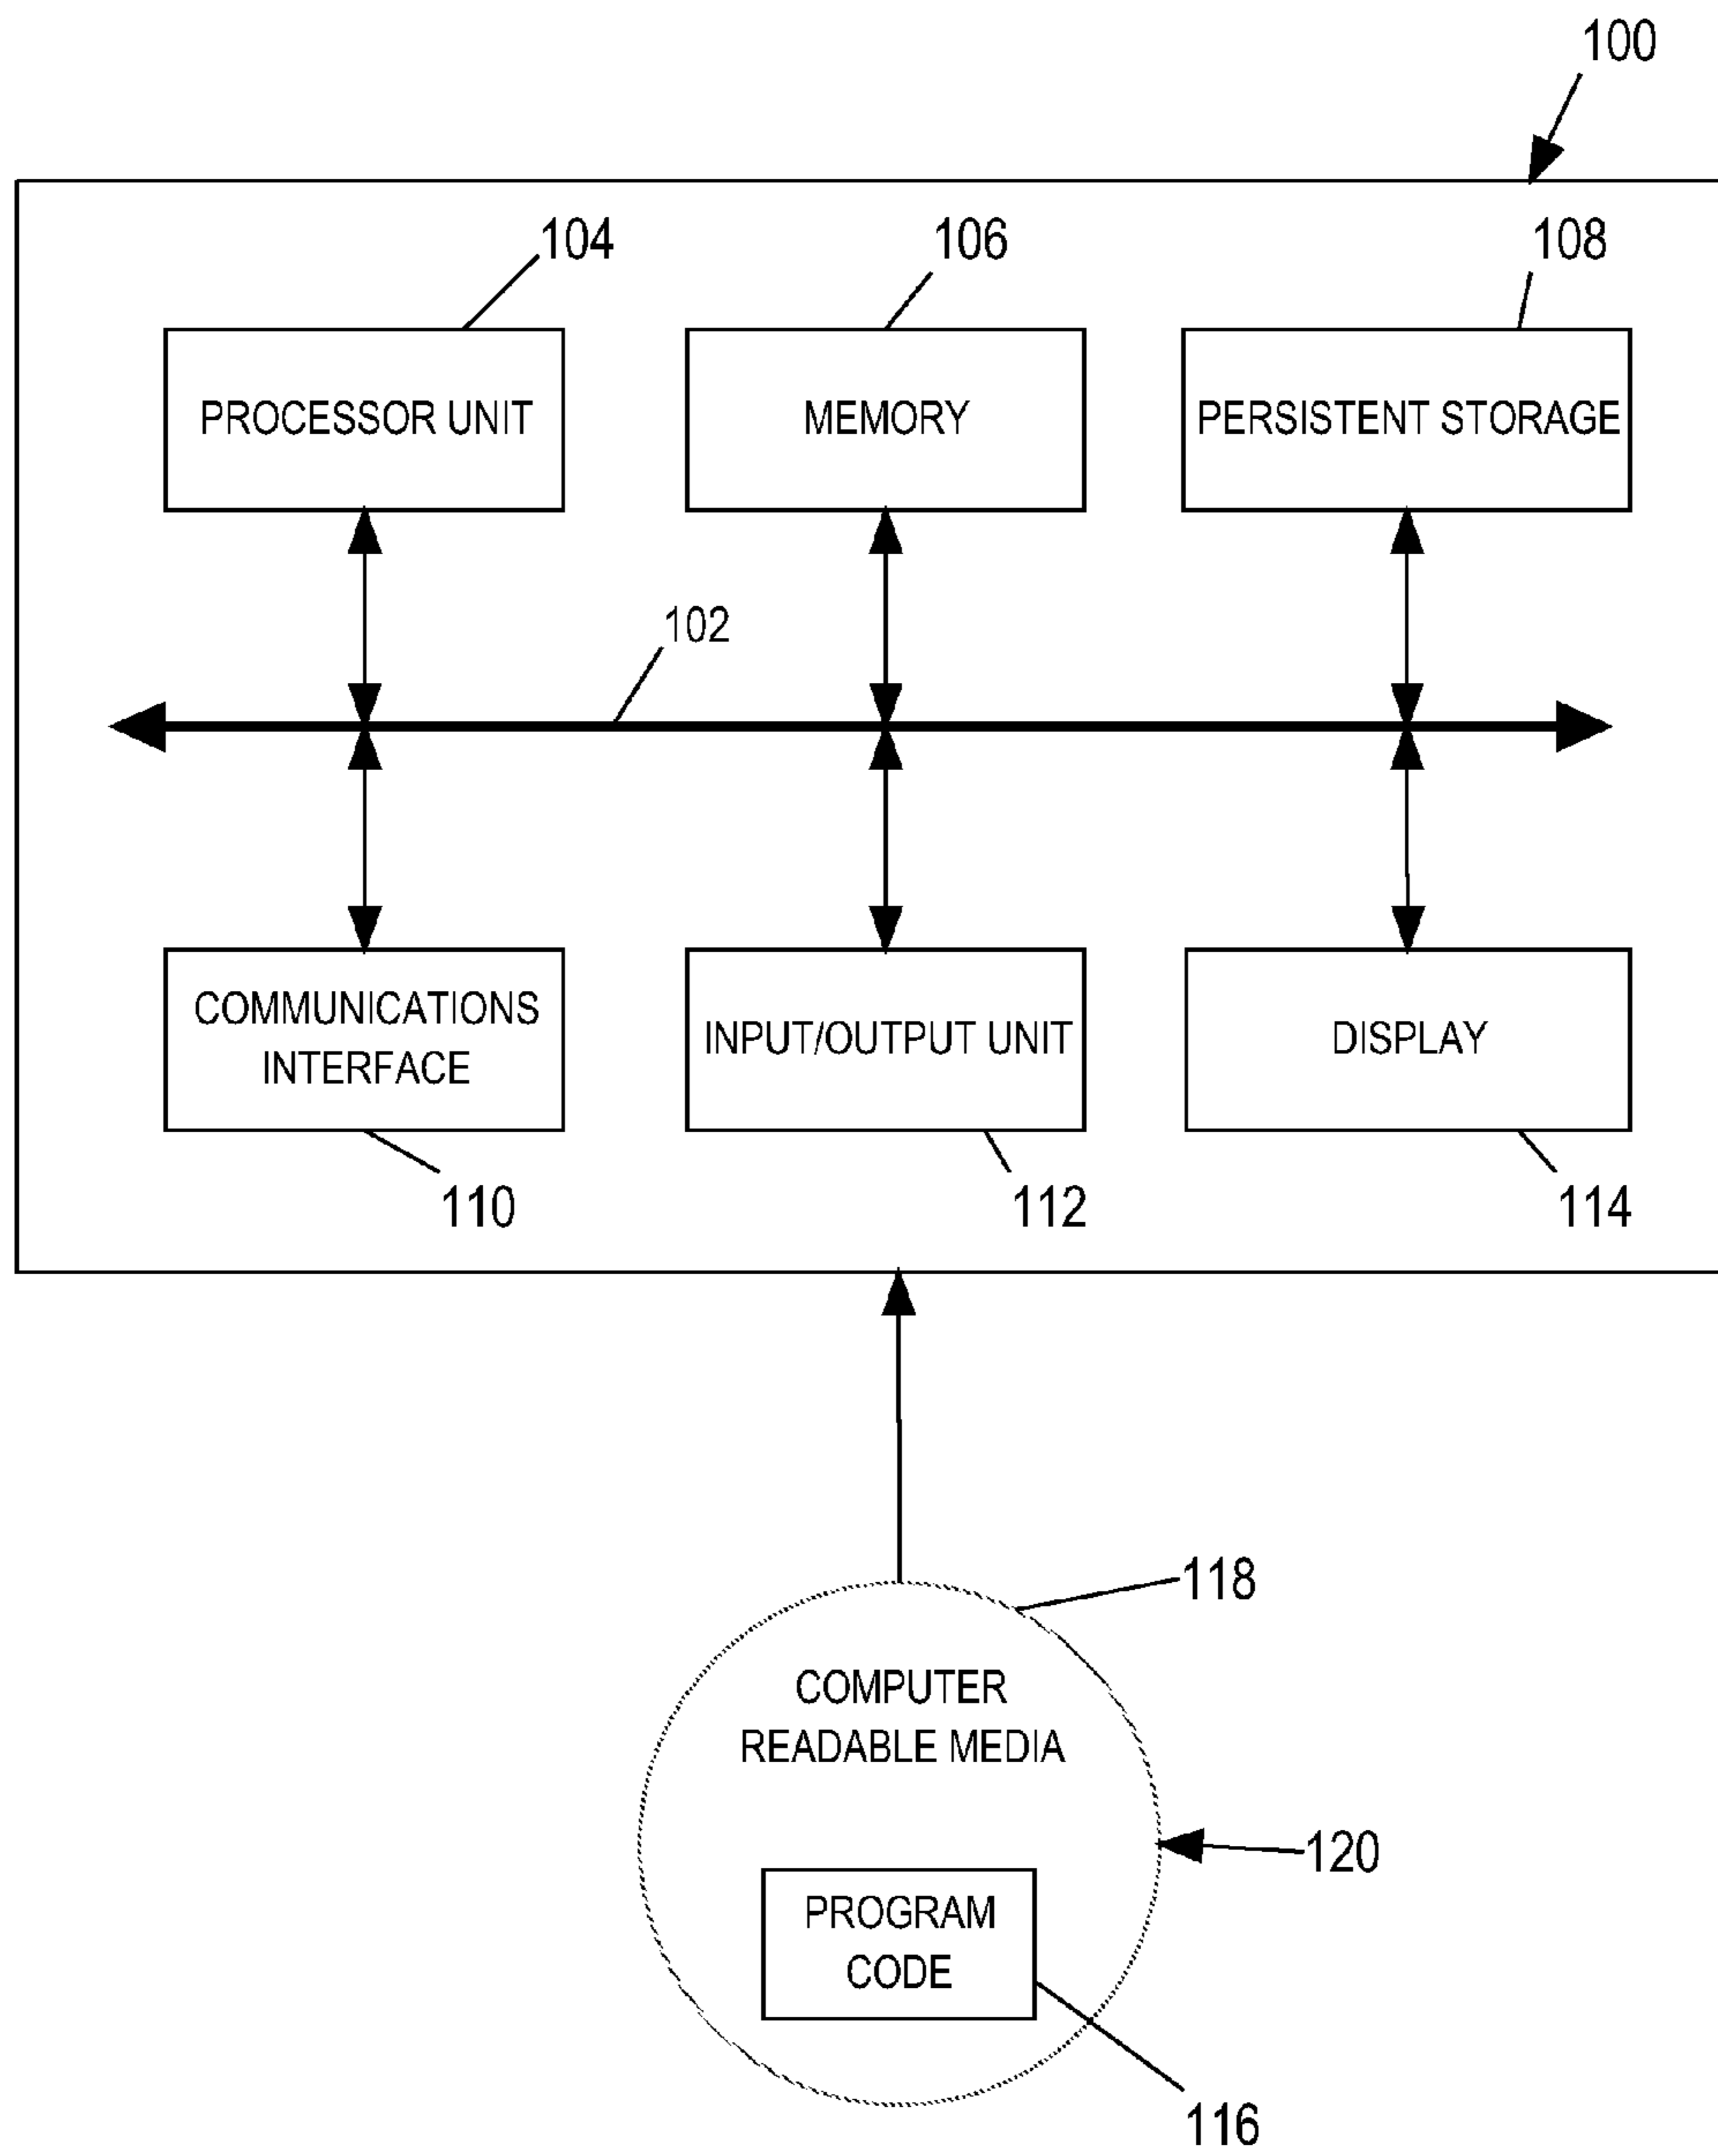 100
104
106
108
PROCESSOR UNIT
MEMORY
PERSISTENT STORAGE
102
COMMUNICATIONS
INTERFACE
INPUT/OUTPUT UNIT
DISPLAY
110
112
114
118
COMPUTER
READABLE MEDIA
120
PROGRAM
CODE
116